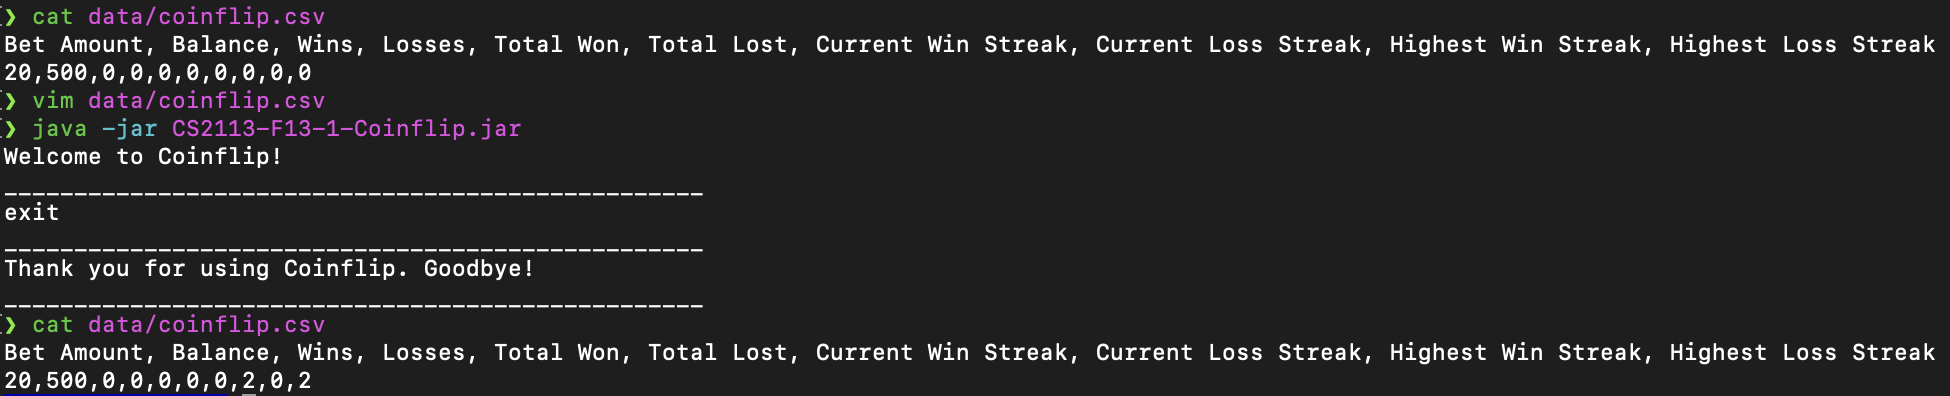 ❯ cat data/coinflip.csv
Bet Amount, Balance, Wins, Losses, Total Won, Total Lost, Current Win Streak, Current Loss Streak, Highest Win Streak, Highest Loss Streak
20,500,0,0,0,0,0,0,0,0
❯ vim data/coinflip.csv
❯ java -jar CS2113-F13-1-Coinflip.jar
Welcome to Coinflip!
__________________________________________________
exit
__________________________________________________
Thank you for using Coinflip. Goodbye!
__________________________________________________
❯ cat data/coinflip.csv
Bet Amount, Balance, Wins, Losses, Total Won, Total Lost, Current Win Streak, Current Loss Streak, Highest Win Streak, Highest Loss Streak
20,500,0,0,0,0,0,2,0,2